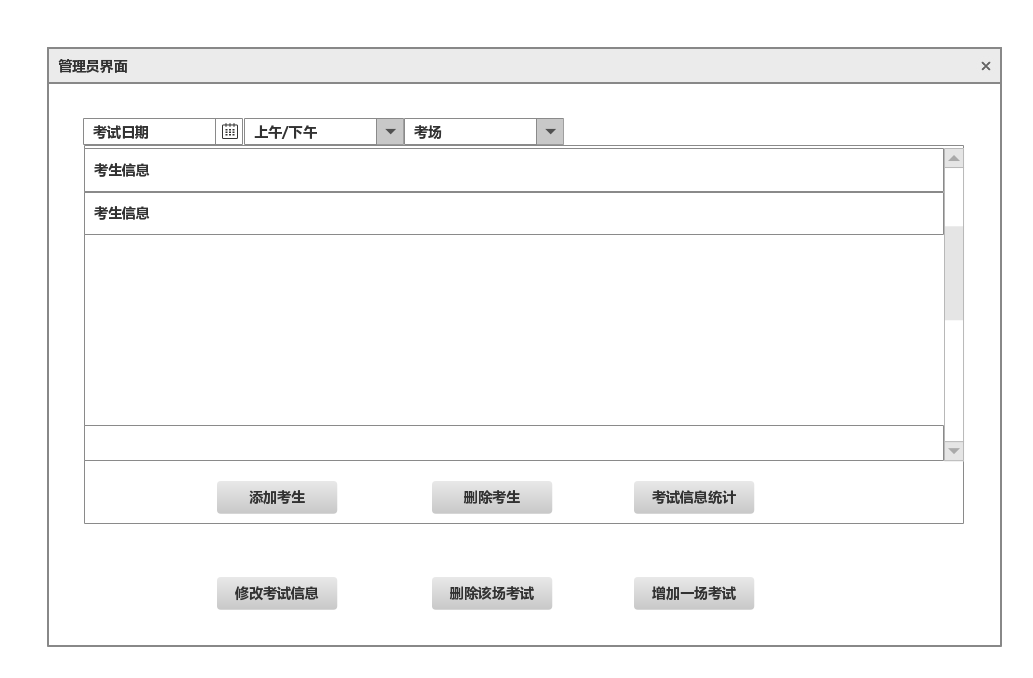 管理员界面 ×
考试日期 上午/下午 考场
考生信息
考生信息
添加考生 删除考生 考试信息统计
修改考试信息 删除该场考试 增加一场考试